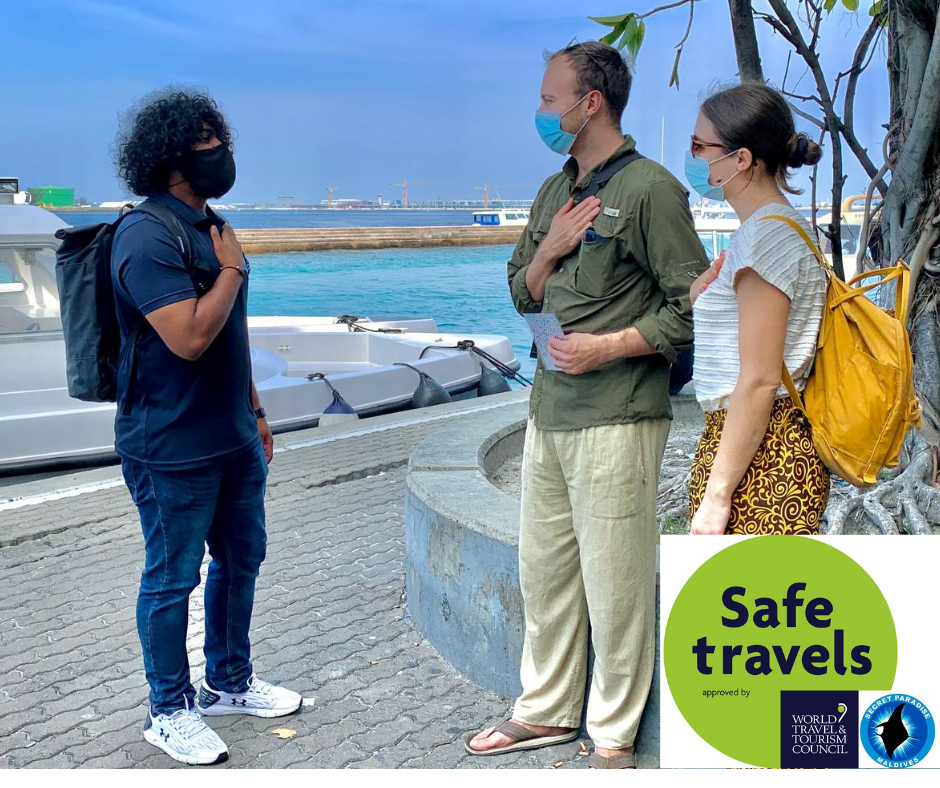 Safe
travels
approved by
WORLD
TRAVEL &
TOURISM
COUNCIL
SECRET PARADISE
MALDIVES